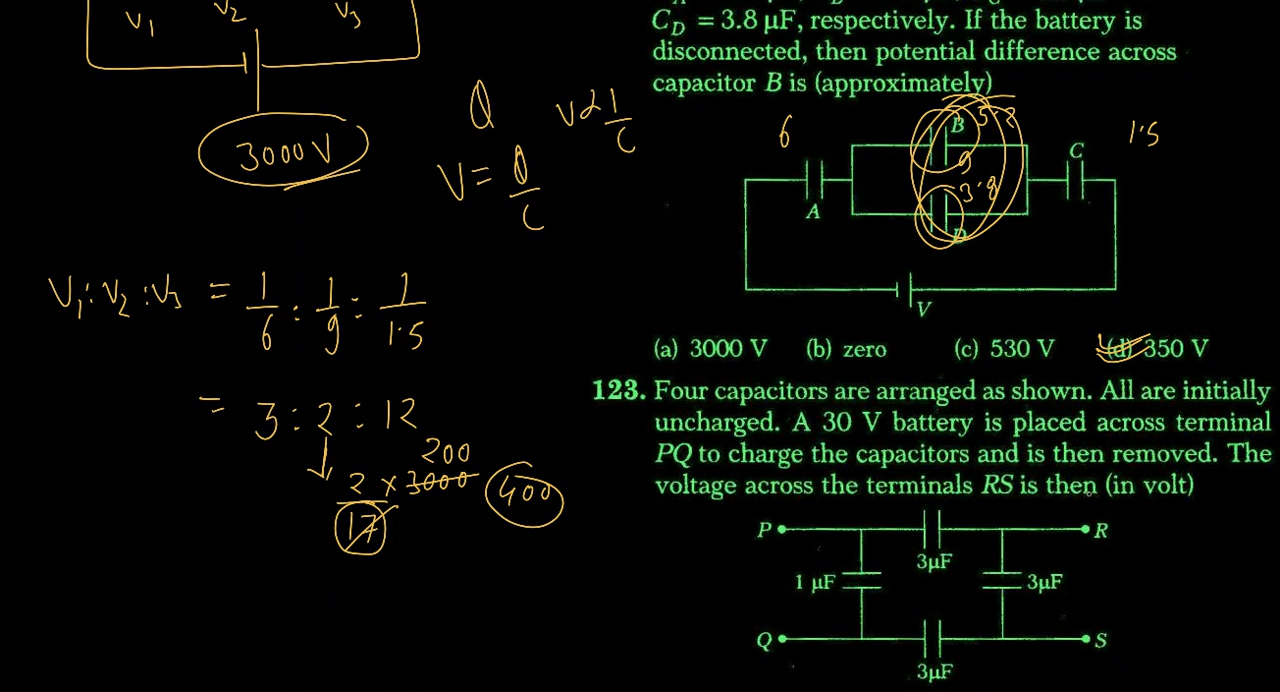 V₁ V₂ V₃
3000 V
Q V∝1/C
V = Q/C
V₁:V₂:V₃ = 1/6 : 1/9 : 1/1.5
= 3 : 2 : 12
200
2 × 3000 400
17
C_D = 3.8 μF, respectively. If the battery is
disconnected, then potential difference across
capacitor B is (approximately)
6 B 5.2 C 1.5
9
3.8
A D
V
(a) 3000 V (b) zero (c) 530 V (d) 350 V
123. Four capacitors are arranged as shown. All are initially
uncharged. A 30 V battery is placed across terminal
PQ to charge the capacitors and is then removed. The
voltage across the terminals RS is then (in volt)
P R
3μF
1 μF 3μF
Q S
3μF